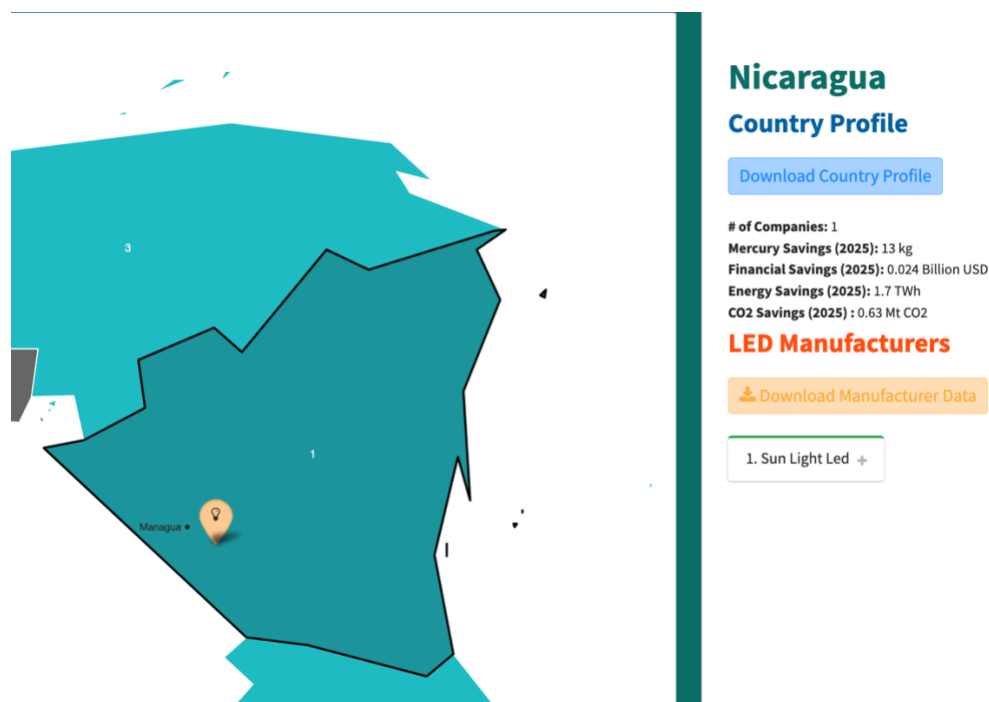 Nicaragua
Country Profile
Download Country Profile
# of Companies: 1
Mercury Savings (2025): 13 kg
Financial Savings (2025): 0.024 Billion USD
Energy Savings (2025): 1.7 TWh
CO2 Savings (2025) : 0.63 Mt CO2
LED Manufacturers
Download Manufacturer Data
1. Sun Light Led +
3
1
Managua